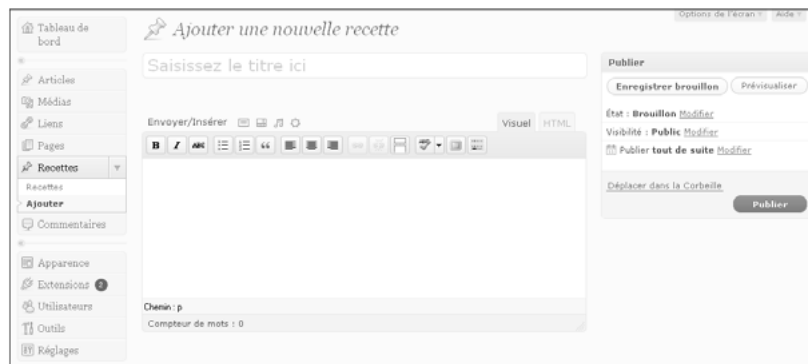 Options de l'écran
Aide
Tableau de
bord
Ajouter une nouvelle recette
Saisissez le titre ici
Articles
Médias
Liens
Pages
Recettes
Recettes
Ajouter
Commentaires
Apparence
Extensions 2
Utilisateurs
Outils
Réglages
Envoyer/Insérer
Visuel
HTML
B I ABC
Chemin : p
Compteur de mots : 0
Publier
Enregistrer brouillon
Prévisualiser
État : Brouillon Modifier
Visibilité : Public Modifier
Publier tout de suite Modifier
Déplacer dans la Corbeille
Publier